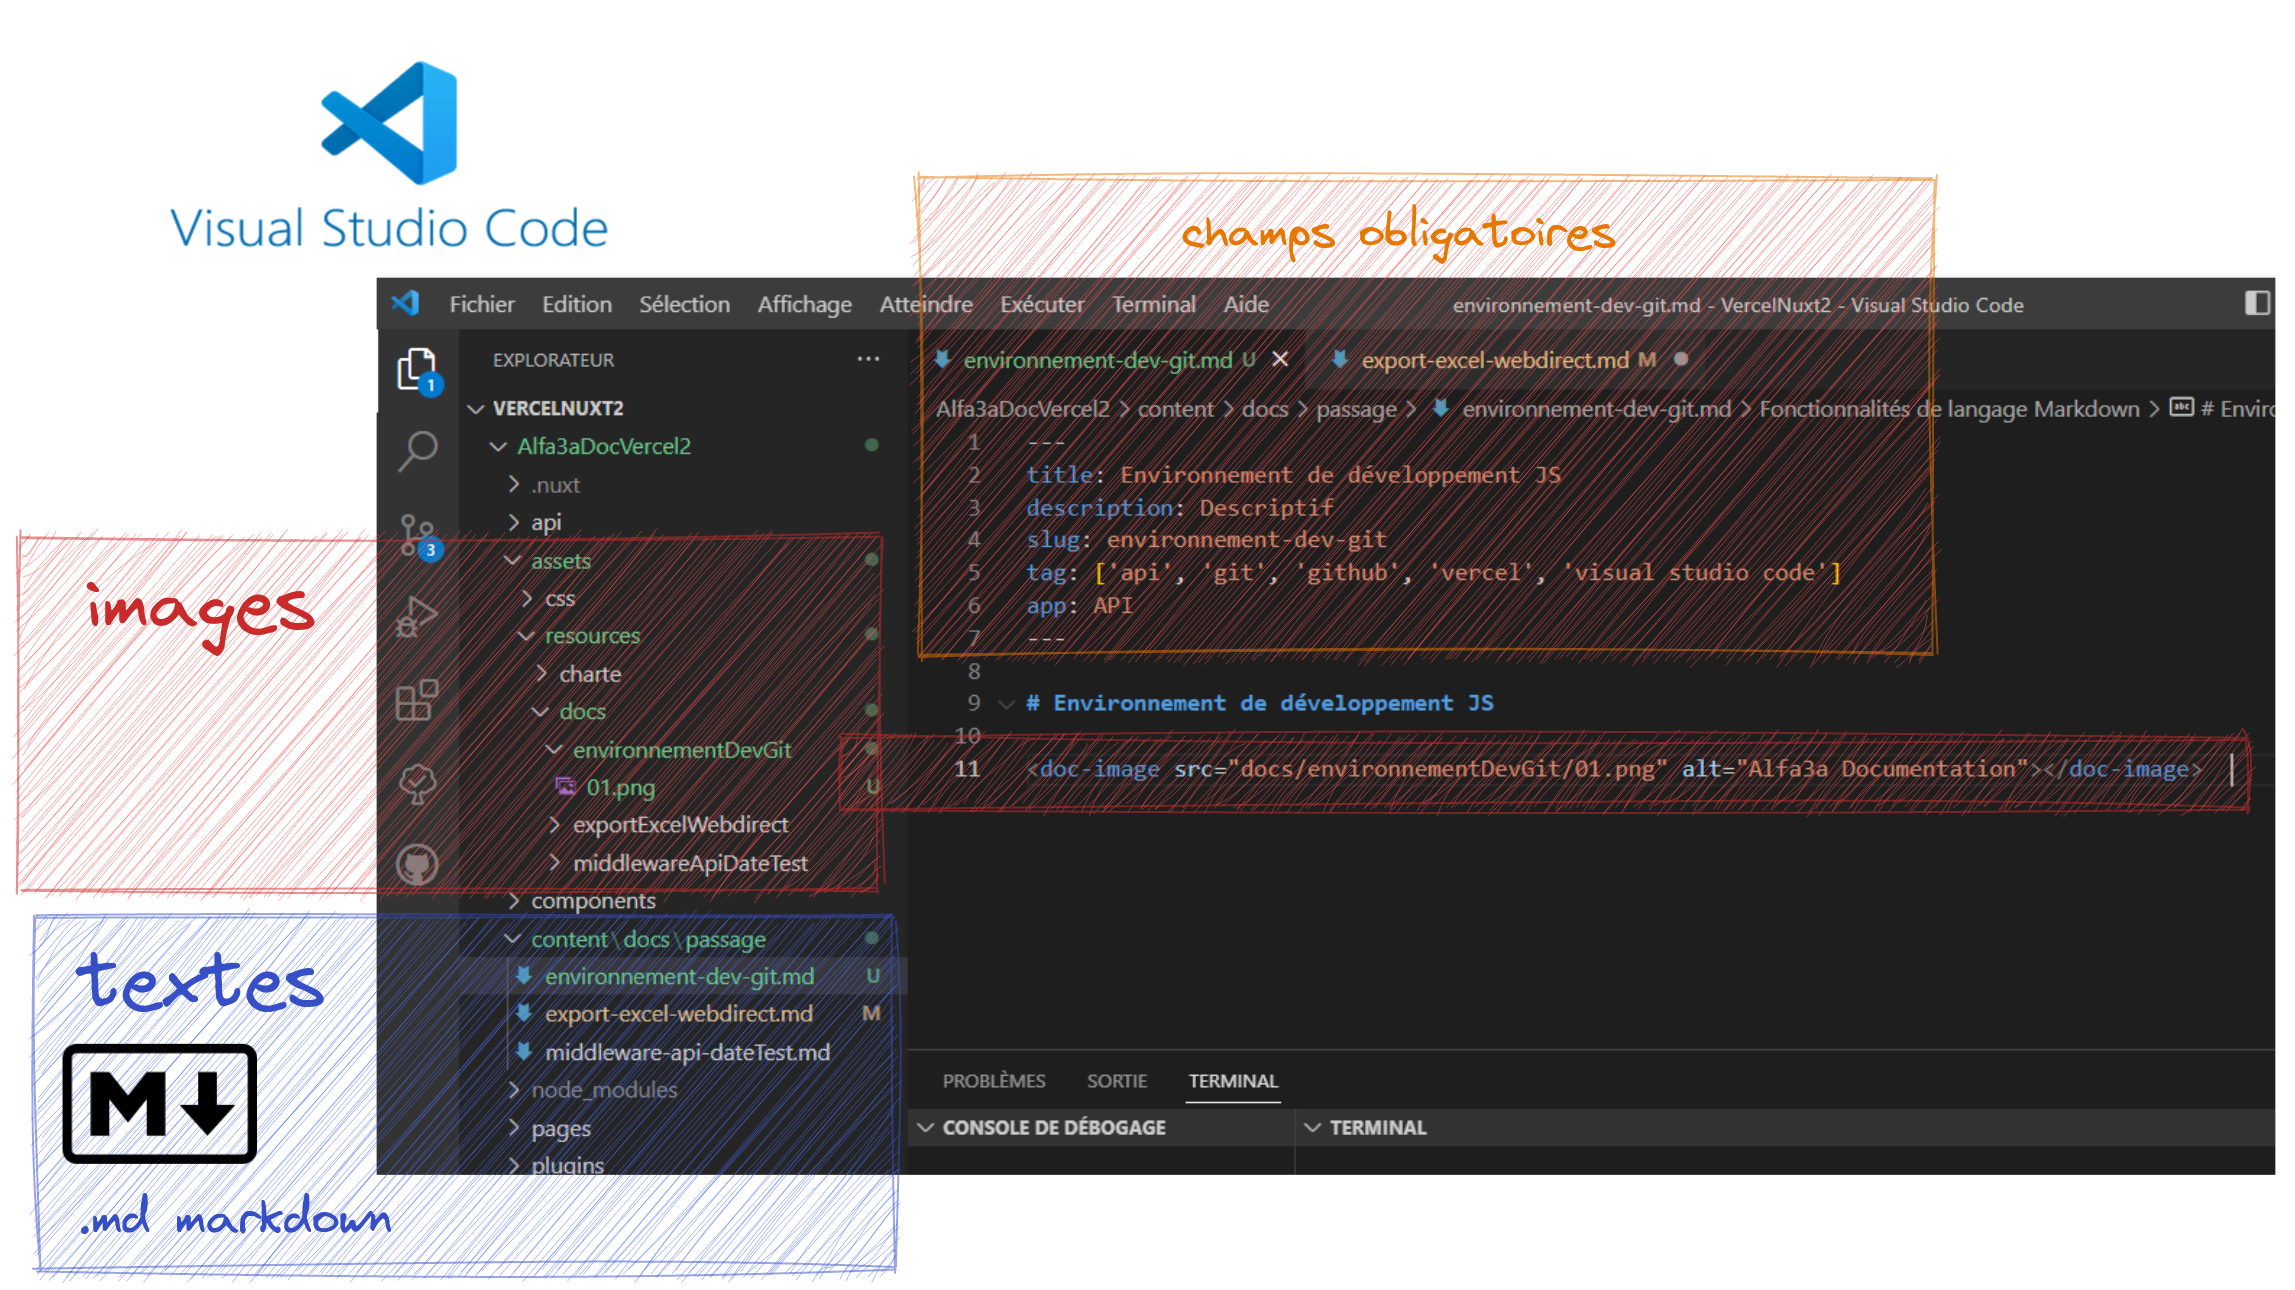 Visual Studio Code
champs obligatoires
Fichier Edition Sélection Affichage Atteindre Exécuter Terminal Aide environnement-dev-git.md - VercelNuxt2 - Visual Studio Code
EXPLORATEUR ···
1
VERCELNUXT2
Alfa3aDocVercel2
.nuxt
api
3
assets
css
resources
charte
docs
environnementDevGit
01.png U
exportExcelWebdirect
middlewareApiDateTest
components
content\docs\passage
environnement-dev-git.md U
export-excel-webdirect.md M
middleware-api-dateTest.md
node_modules
pages
plugins
images
textes
M
.md markdown
environnement-dev-git.md U export-excel-webdirect.md M
Alfa3aDocVercel2 > content > docs > passage > environnement-dev-git.md > Fonctionnalités de langage Markdown > abc # Enviro
1 ---
2 title: Environnement de développement JS
3 description: Descriptif
4 slug: environnement-dev-git
5 tag: ['api', 'git', 'github', 'vercel', 'visual studio code']
6 app: API
7 ---
8
9 # Environnement de développement JS
10
11 <doc-image src="docs/environnementDevGit/01.png" alt="Alfa3a Documentation"></doc-image>
PROBLÈMES SORTIE TERMINAL
CONSOLE DE DÉBOGAGE TERMINAL